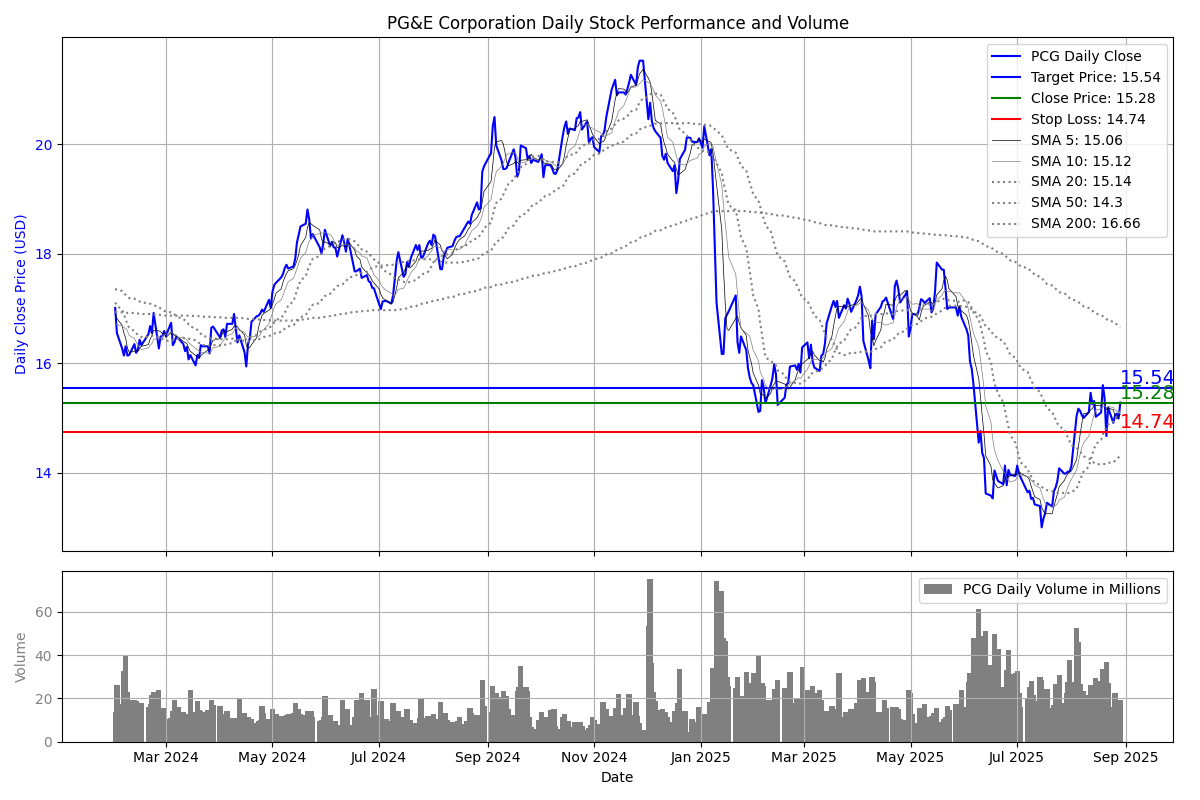 PG&E Corporation Daily Stock Performance and Volume
PCG Daily Close
Target Price: 15.54
Close Price: 15.28
Stop Loss: 14.74
SMA 5: 15.06
SMA 10: 15.12
SMA 20: 15.14
SMA 50: 14.3
SMA 200: 16.66
Daily Close Price (USD)
20
18
16
14
15.54
15.28
14.74
PCG Daily Volume in Millions
Volume
60
40
20
0
Mar 2024 May 2024 Jul 2024 Sep 2024 Nov 2024 Jan 2025 Mar 2025 May 2025 Jul 2025 Sep 2025
Date